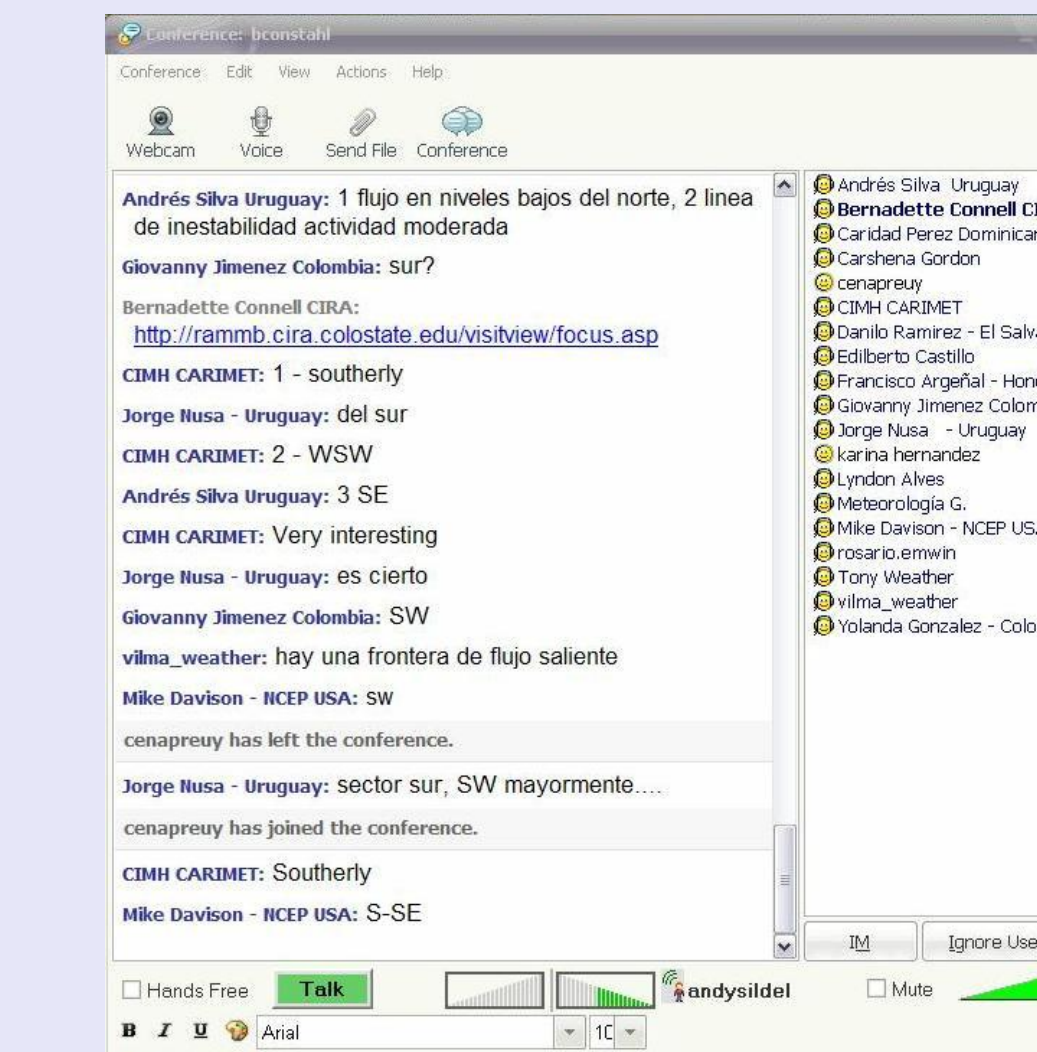 Conference: bconstahl
Conference Edit View Actions Help
Webcam Voice Send File Conference
Andrés Silva Uruguay: 1 flujo en niveles bajos del norte, 2 linea
de inestabilidad actividad moderada
Giovanny Jimenez Colombia: sur?
Bernadette Connell CIRA:
http://rammb.cira.colostate.edu/visitview/focus.asp
CIMH CARIMET: 1 - southerly
Jorge Nusa - Uruguay: del sur
CIMH CARIMET: 2 - WSW
Andrés Silva Uruguay: 3 SE
CIMH CARIMET: Very interesting
Jorge Nusa - Uruguay: es cierto
Giovanny Jimenez Colombia: SW
vilma_weather: hay una frontera de flujo saliente
Mike Davison - NCEP USA: sw
cenapreuy has left the conference.
Jorge Nusa - Uruguay: sector sur, SW mayormente....
cenapreuy has joined the conference.
CIMH CARIMET: Southerly
Mike Davison - NCEP USA: S-SE
Andrés Silva Uruguay
Bernadette Connell
Caridad Perez
Carshena Gordon
cenapreuy
CIMH CARIMET
Danilo Ramirez - El
Edilberto Castillo
Francisco Argeñal -
Giovanny Jimenez
Jorge Nusa - Uruguay
karina hernandez
Lyndon Alves
Meteorología G.
Mike Davison - NCEP
rosario.emwin
Tony Weather
vilma_weather
Yolanda Gonzalez -
IM Ignore
Hands Free Talk andysildel Mute
B I U Arial 10